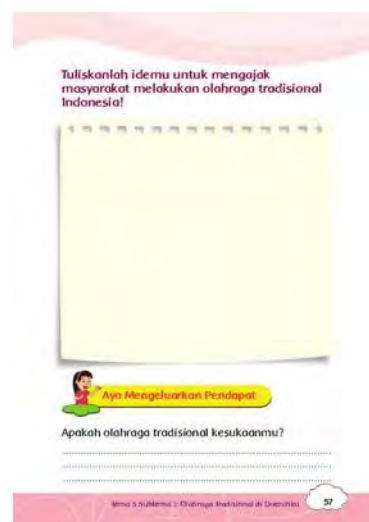 Tuliskanlah idemu untuk mengajak
masyarakat melakukan olahraga tradisional
Indonesia!
Ayo Mengeluarkan Pendapat
Apakah olahraga tradisional kesukaanmu?
Tema 5 Subtema 2: Olahraga Tradisional di Daerahku
57